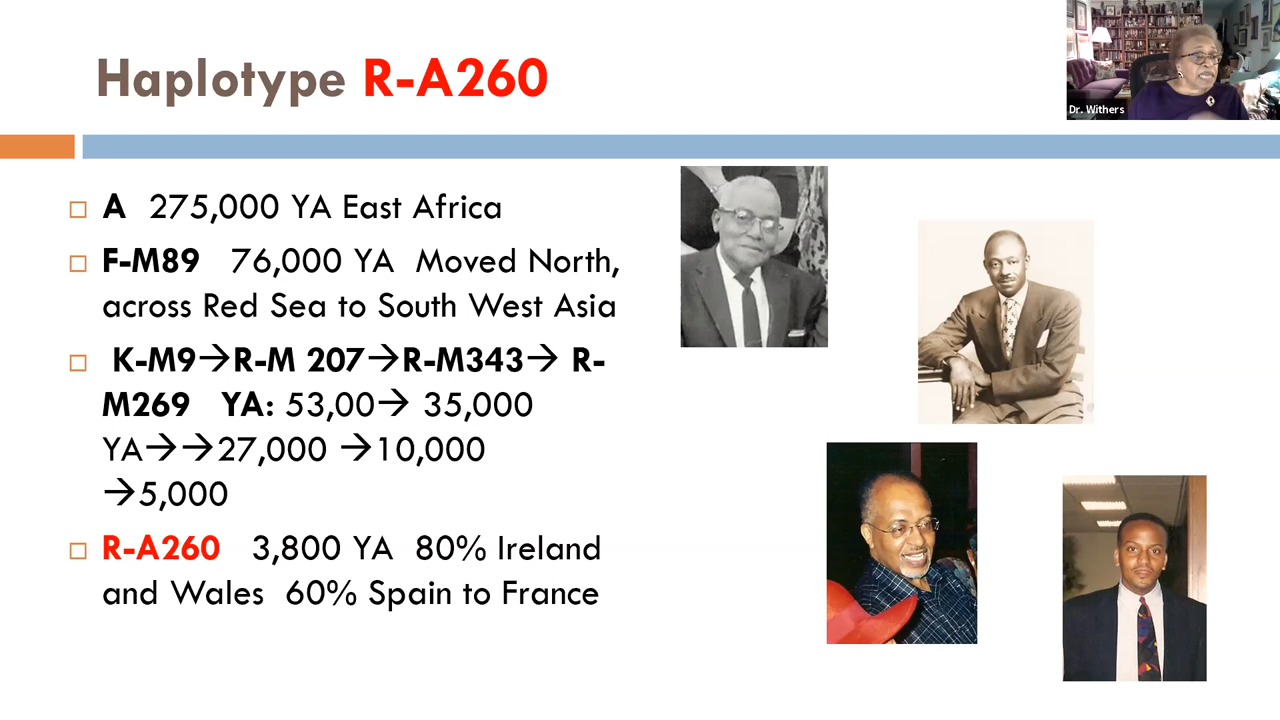 Haplotype R-A260
Dr. Withers
A 275,000 YA East Africa
F-M89 76,000 YA Moved North,
across Red Sea to South West Asia
K-M9→R-M 207→R-M343→ R-
M269 YA: 53,00→ 35,000
YA→→27,000 →10,000
→5,000
R-A260 3,800 YA 80% Ireland
and Wales 60% Spain to France